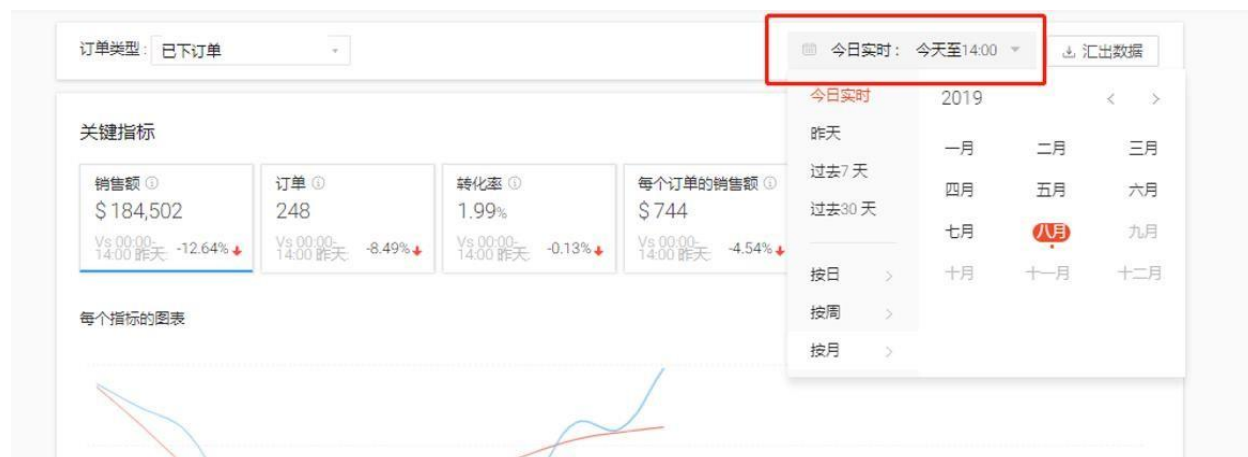 订单类型: 已下订单
今日实时: 今天至14:00
汇出数据
关键指标
销售额
$ 184,502
Vs 00:00-
14:00 昨天
-12.64%
订单
248
Vs 00:00-
14:00 昨天
-8.49%
转化率
1.99%
Vs 00:00-
14:00 昨天
-0.13%
每个订单的销售额
$ 744
Vs 00:00-
14:00 昨天
-4.54%
每个指标的图表
今日实时
昨天
过去7 天
过去30 天
按日
按周
按月
2019
一月 二月 三月
四月 五月 六月
七月 八月 九月
十月 十一月 十二月